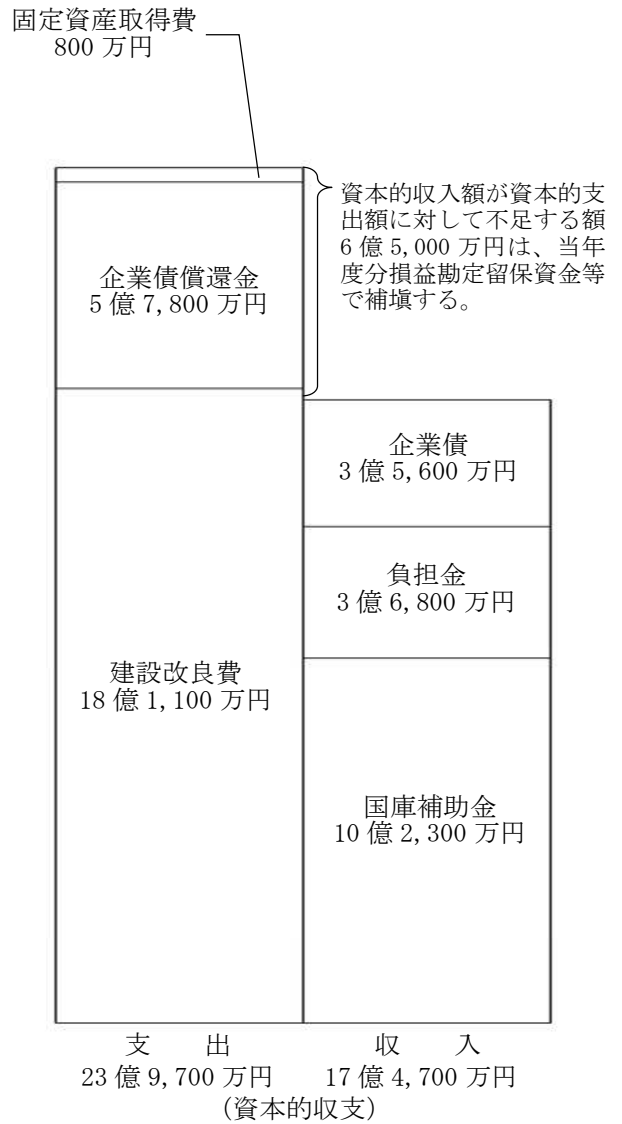 固定資産取得費
800 万円
資本的収入額が資本的支
出額に対して不足する額
6 億 5,000 万円は、当年
度分損益勘定留保資金等
で補塡する。
企業債償還金
5 億 7,800 万円
企業債
3 億 5,600 万円
負担金
3 億 6,800 万円
建設改良費
18 億 1,100 万円
国庫補助金
10 億 2,300 万円
支　　出
23 億 9,700 万円
収　　入
17 億 4,700 万円
（資本的収支）